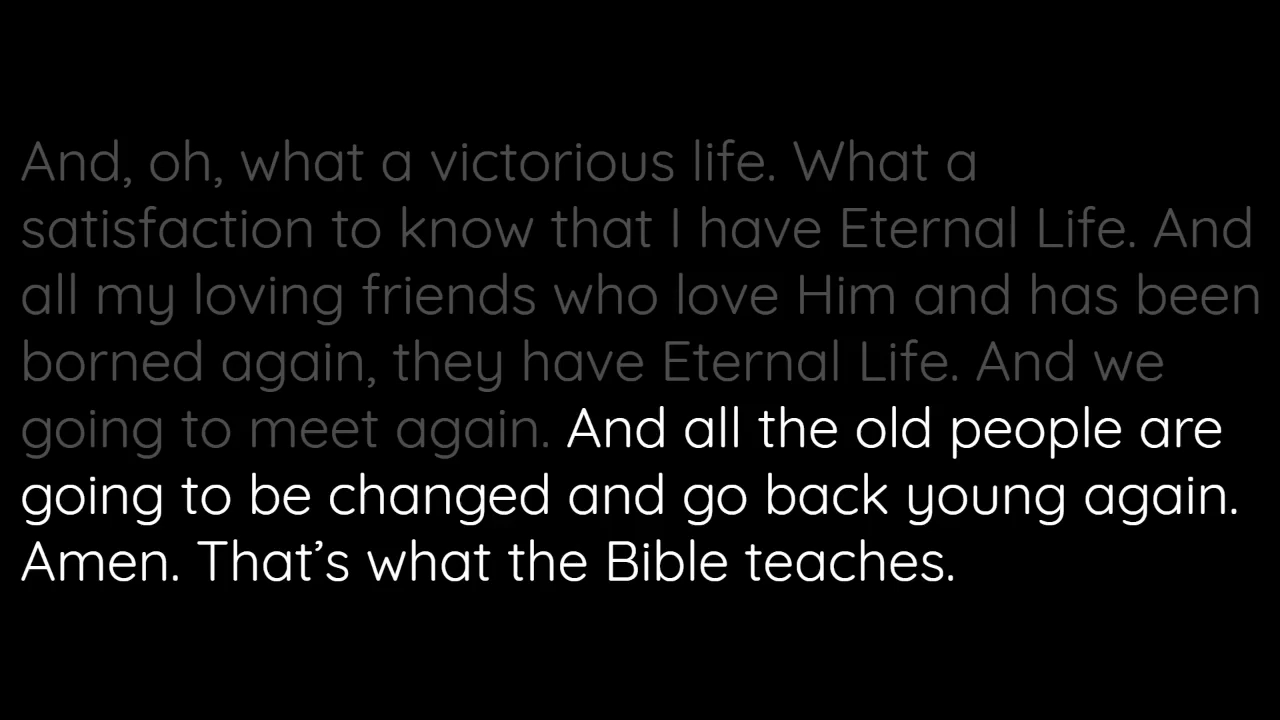 And, oh, what a victorious life. What a
satisfaction to know that I have Eternal Life. And
all my loving friends who love Him and has been
borned again, they have Eternal Life. And we
going to meet again. And all the old people are
going to be changed and go back young again.
Amen. That’s what the Bible teaches.